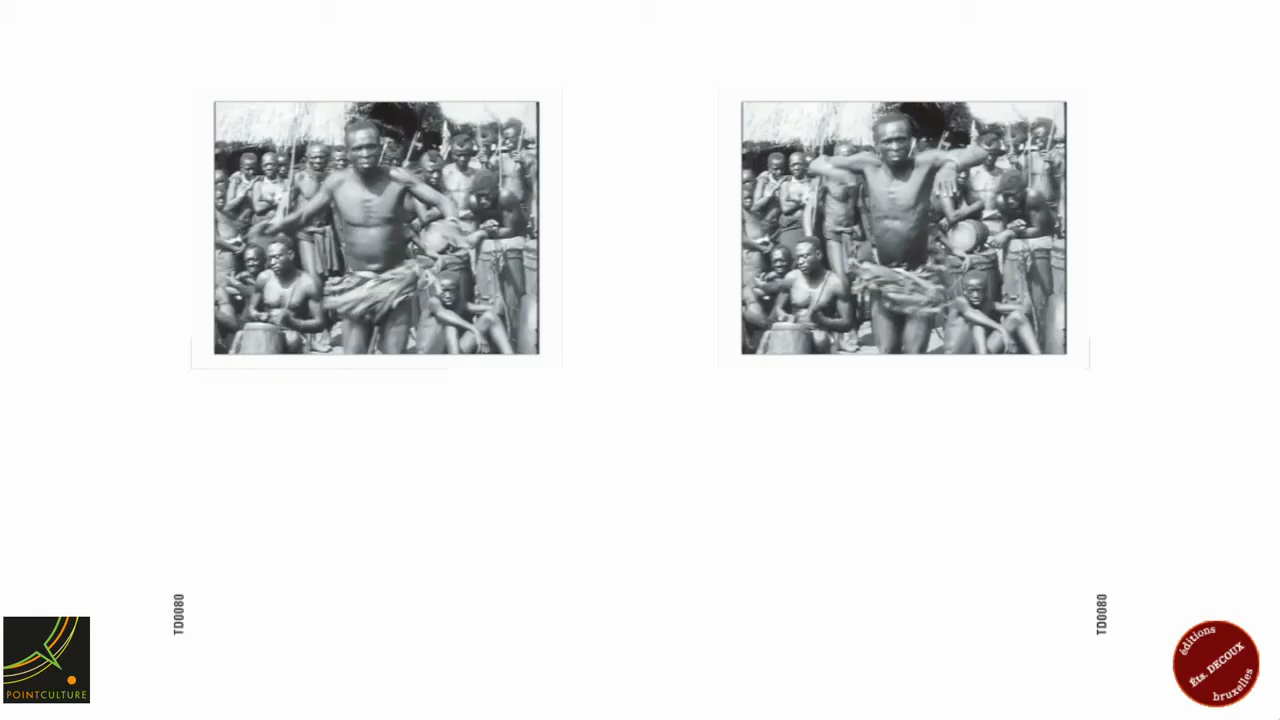 TD0080
TD0080
POINTCULTURE
éditions
Éts. DECOUX
bruxelles